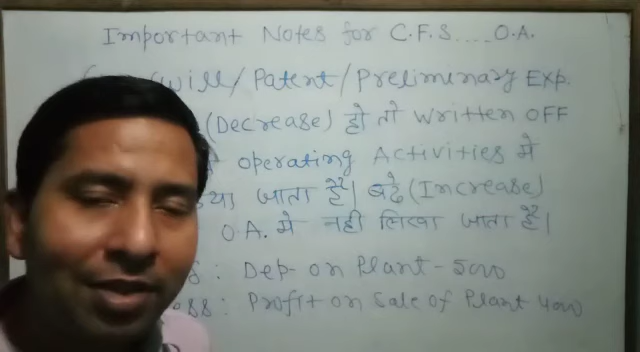 Important Notes for C.F.S....O.A.
will/Patent/Preliminary Exp.
(Decrease) हो तो written OFF
operating Activities मे
जाता है। बढे (Increase)
O.A. मे नही लिखा जाता है।
: Dep on Plant - 5000
: Profit on Sale of Plant 4000